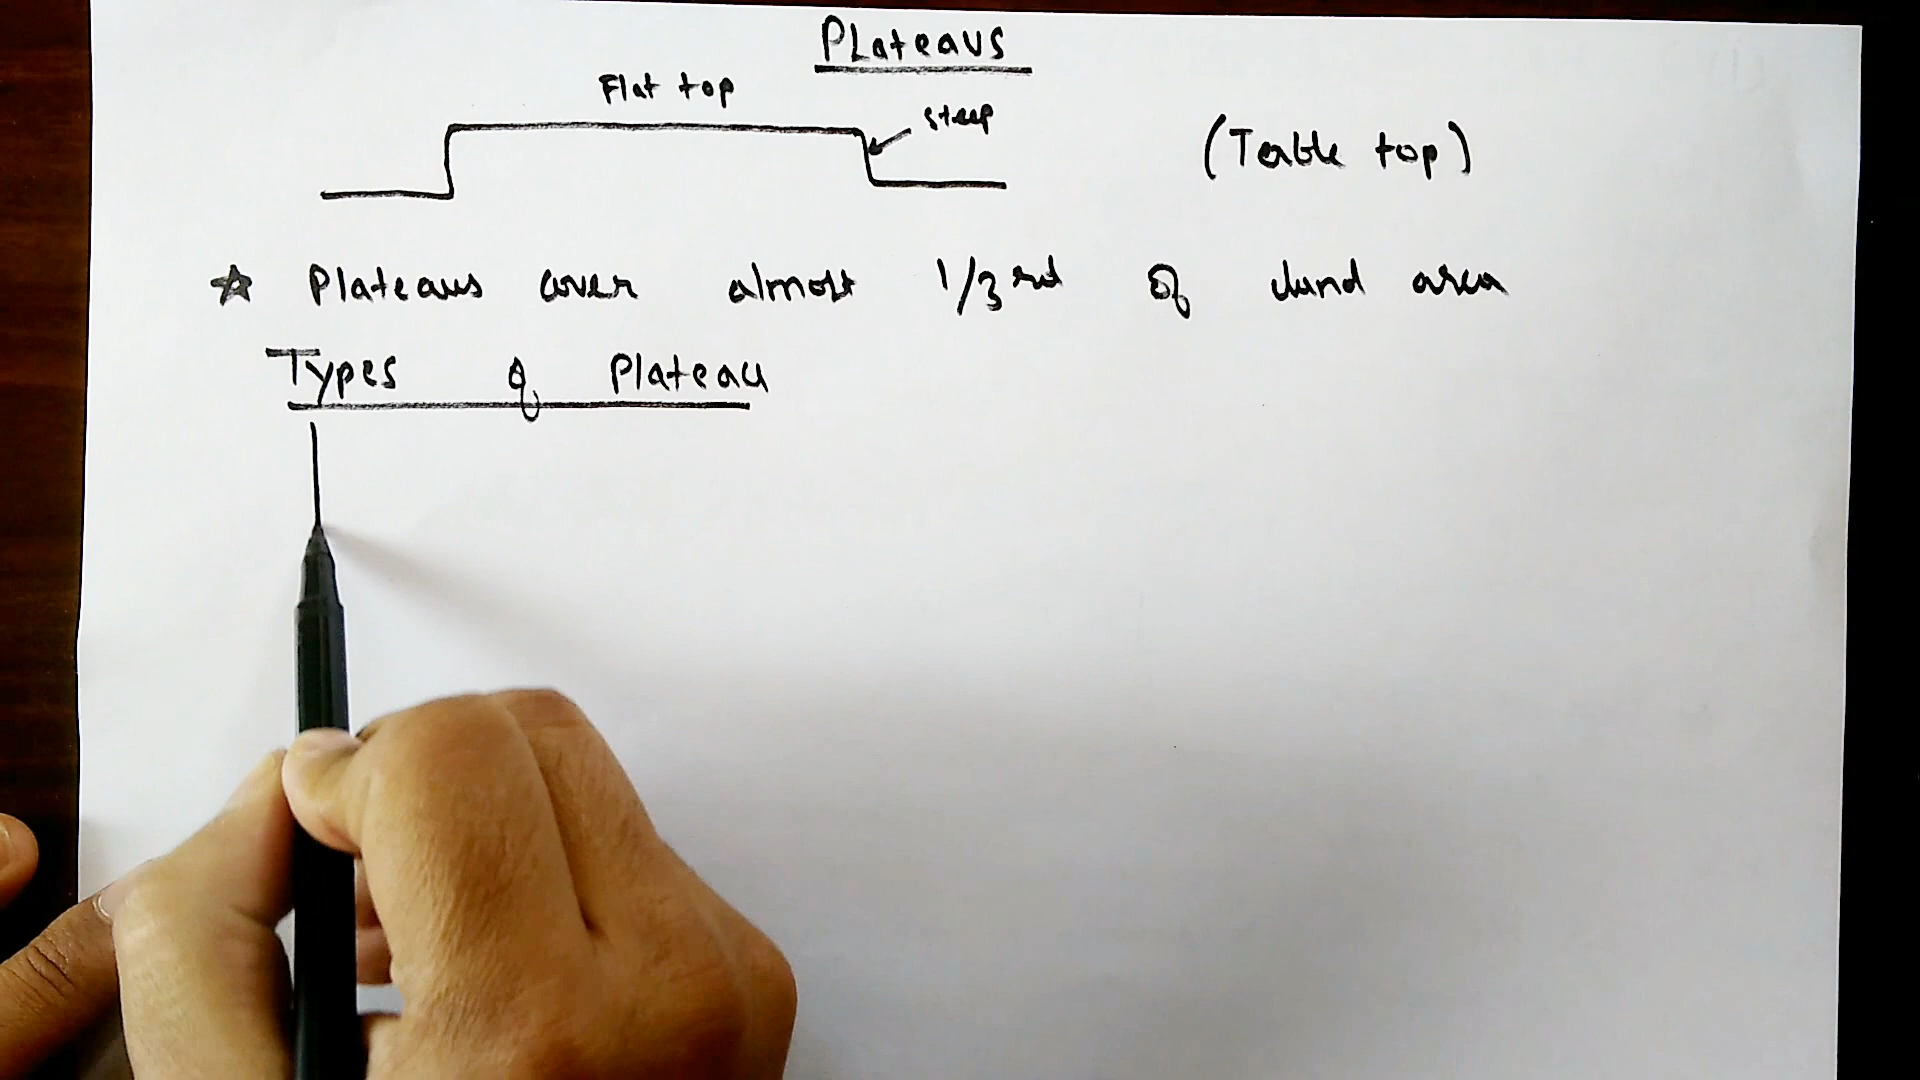 PLateaus
Flat top
steep
(Table top)
☆ Plateaus cover almost 1/3rd of land area
Types of Plateau